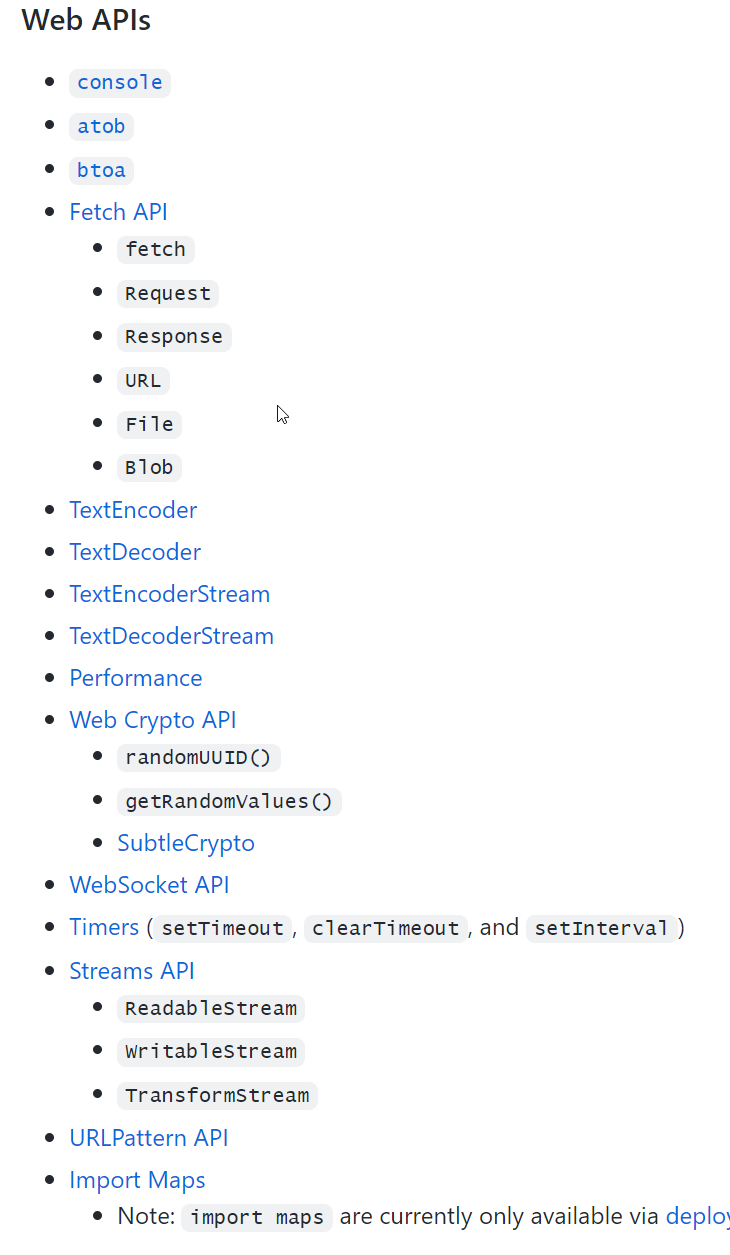 Web APIs
console
atob
btoa
Fetch API
fetch
Request
Response
URL
File
Blob
TextEncoder
TextDecoder
TextEncoderStream
TextDecoderStream
Performance
Web Crypto API
randomUUID()
getRandomValues()
SubtleCrypto
WebSocket API
Timers (setTimeout, clearTimeout, and setInterval)
Streams API
ReadableStream
WritableStream
TransformStream
URLPattern API
Import Maps
Note: import maps are currently only available via